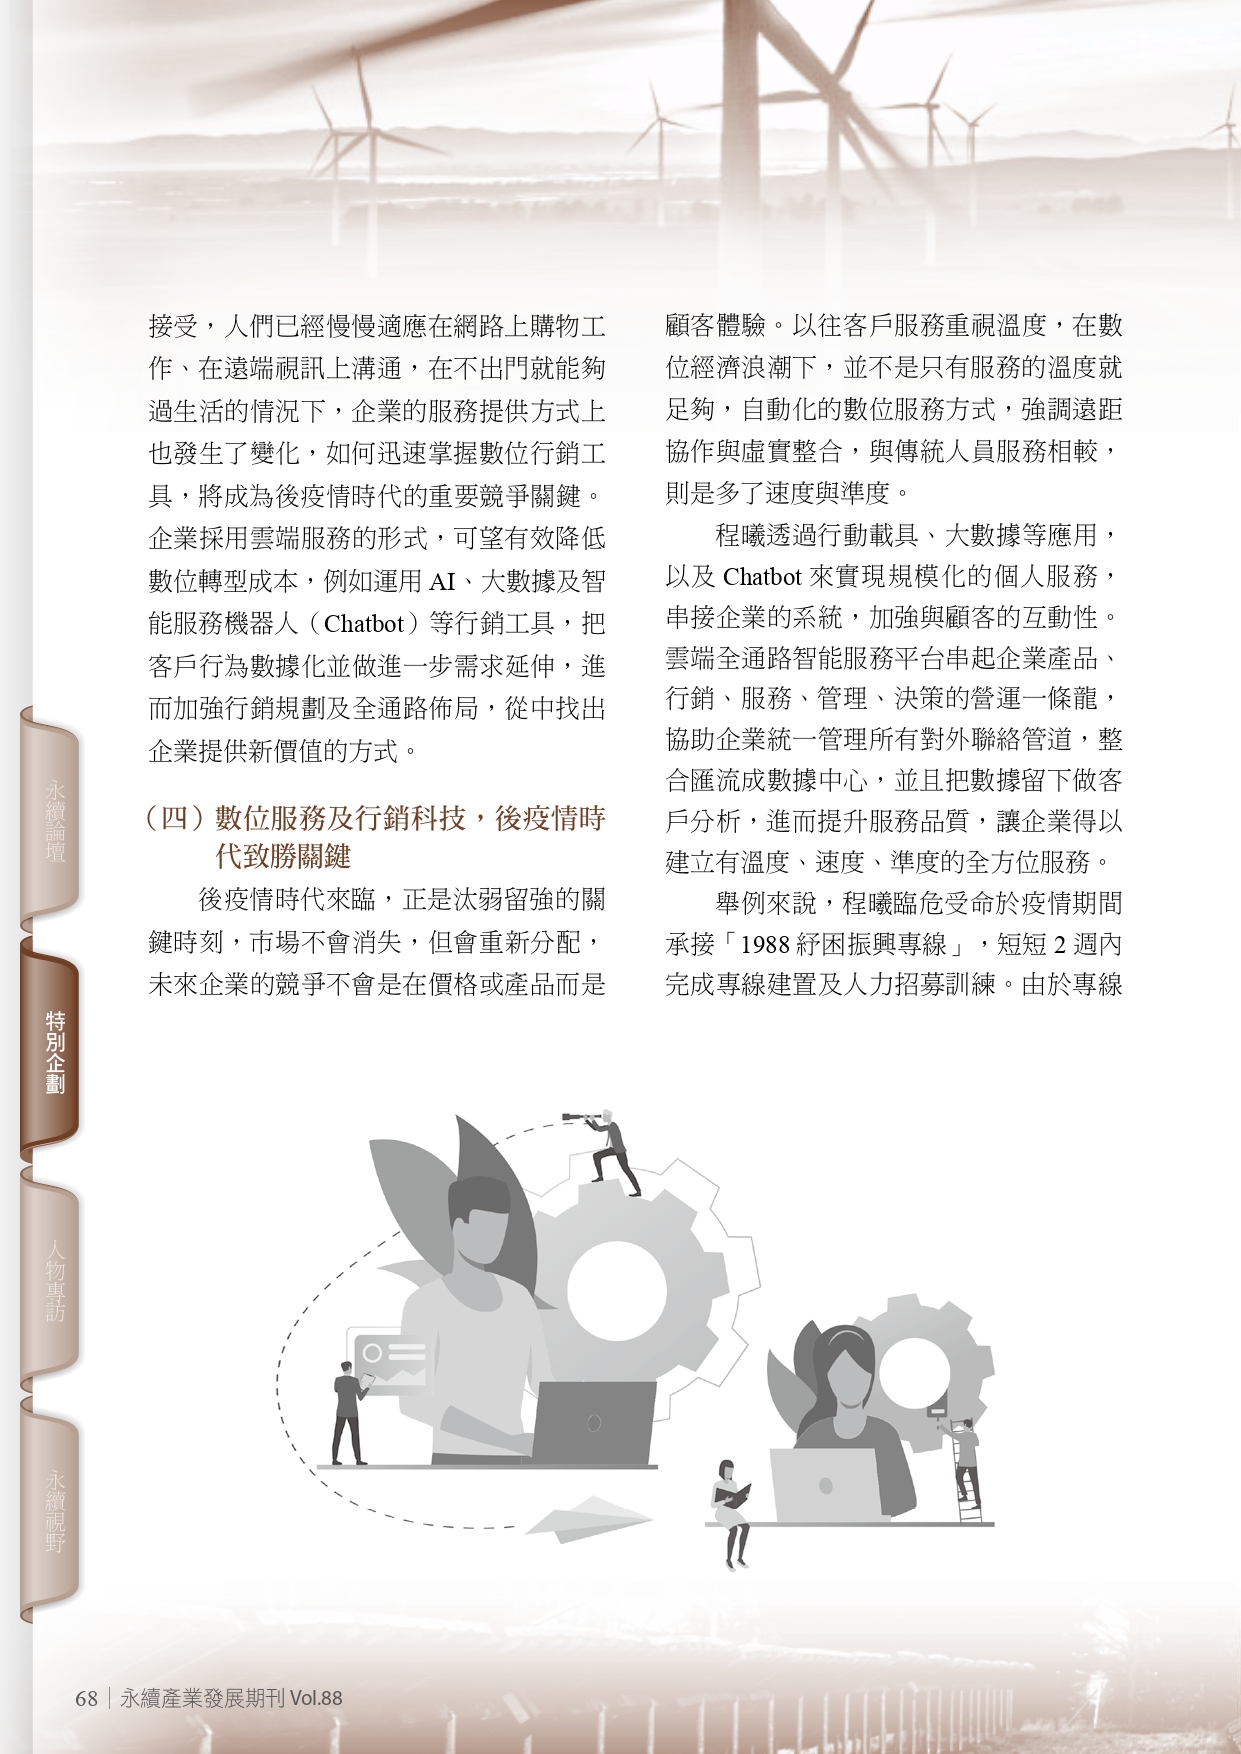 接受，人們已經慢慢適應在網路上購物工
作、在遠端視訊上溝通，在不出門就能夠
過生活的情況下，企業的服務提供方式上
也發生了變化，如何迅速掌握數位行銷工
具，將成為後疫情時代的重要競爭關鍵。
企業採用雲端服務的形式，可望有效降低
數位轉型成本，例如運用 AI、大數據及智
能服務機器人（Chatbot）等行銷工具，把
客戶行為數據化並做進一步需求延伸，進
而加強行銷規劃及全通路佈局，從中找出
企業提供新價值的方式。
（四）數位服務及行銷科技，後疫情時
代致勝關鍵
後疫情時代來臨，正是汰弱留強的關
鍵時刻，市場不會消失，但會重新分配，
未來企業的競爭不會是在價格或產品而是
顧客體驗。以往客戶服務重視溫度，在數
位經濟浪潮下，並不是只有服務的溫度就
足夠，自動化的數位服務方式，強調遠距
協作與虛實整合，與傳統人員服務相較，
則是多了速度與準度。
程曦透過行動載具、大數據等應用，
以及 Chatbot 來實現規模化的個人服務，
串接企業的系統，加強與顧客的互動性。
雲端全通路智能服務平台串起企業產品、
行銷、服務、管理、決策的營運一條龍，
協助企業統一管理所有對外聯絡管道，整
合匯流成數據中心，並且把數據留下做客
戶分析，進而提升服務品質，讓企業得以
建立有溫度、速度、準度的全方位服務。
舉例來說，程曦臨危受命於疫情期間
承接「1988 紓困振興專線」，短短 2 週內
完成專線建置及人力招募訓練。由於專線
永續論壇
特別企劃
人物專訪
永續視野
68｜永續產業發展期刊 Vol.88